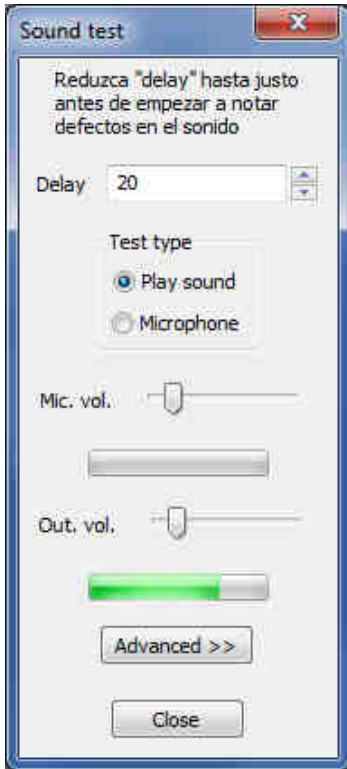 Sound test
Reduzca "delay" hasta justo
antes de empezar a notar
defectos en el sonido
Delay 20
Test type
Play sound
Microphone
Mic. vol.
Out. vol.
Advanced >>
Close